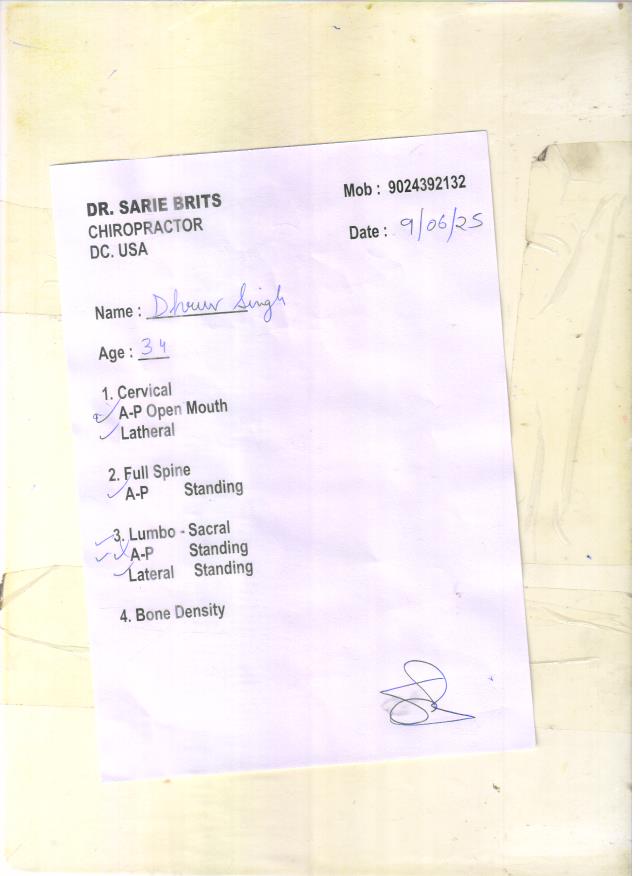 DR. SARIE BRITS
CHIROPRACTOR
DC. USA
Mob : 9024392132
Date : 9/06/25
Name : Dhruv Singh
Age : 34
1. Cervical
A-P Open Mouth
Latheral
2. Full Spine
A-P Standing
3. Lumbo - Sacral
A-P Standing
Lateral Standing
4. Bone Density